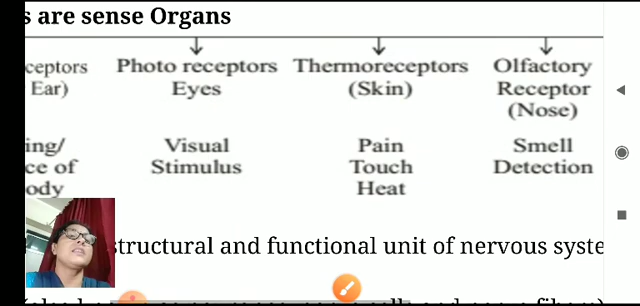 s are sense Organs
ceptors Photo receptors Thermoreceptors Olfactory
Ear) Eyes (Skin) Receptor
(Nose)
ing/ Visual Pain Smell
ce of Stimulus Touch Detection
ody Heat
structural and functional unit of nervous syste